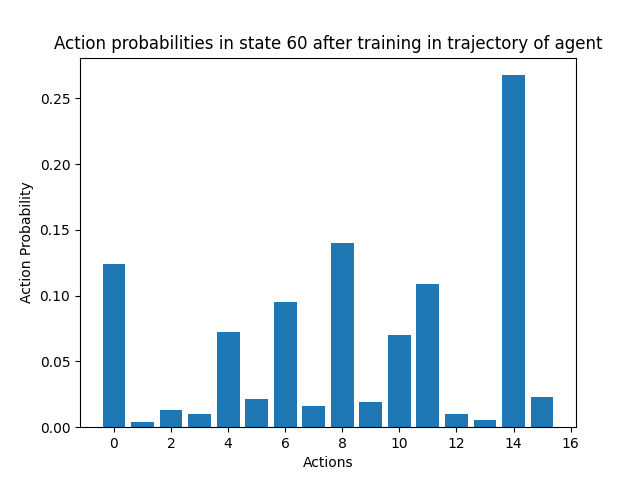 Action probabilities in state 60 after training in trajectory of agent
0.25
0.20
0.15
0.10
0.05
0.00
Action Probability
0 2 4 6 8 10 12 14 16
Actions